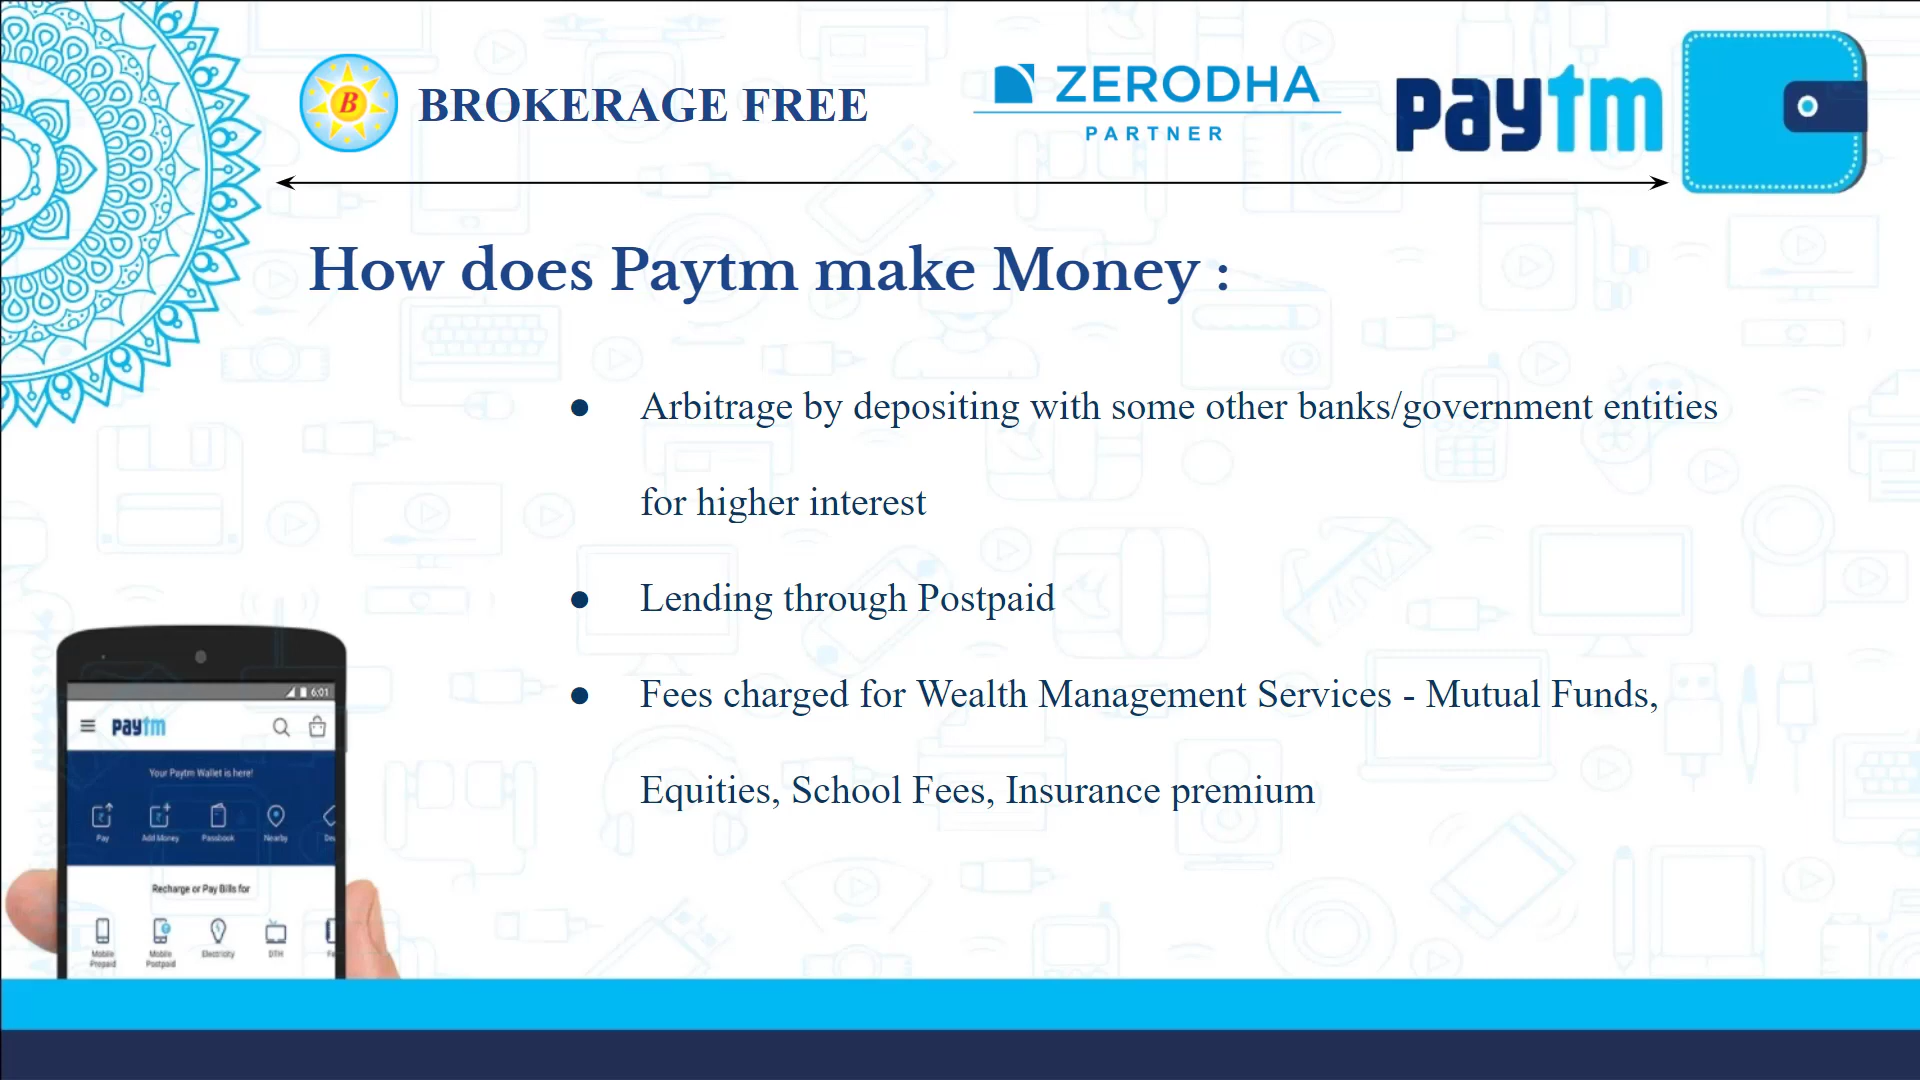 B
BROKERAGE FREE
ZERODHA
PARTNER
paytm
How does Paytm make Money :
● Arbitrage by depositing with some other banks/government entities
for higher interest
● Lending through Postpaid
● Fees charged for Wealth Management Services - Mutual Funds,
Equities, School Fees, Insurance premium
6:01
paytm
Your Paytm Wallet is here!
Pay
Add Money
Passbook
Nearby
Recharge or Pay Bills for
Mobile
Prepaid
Mobile
Postpaid
Electricity
DTH